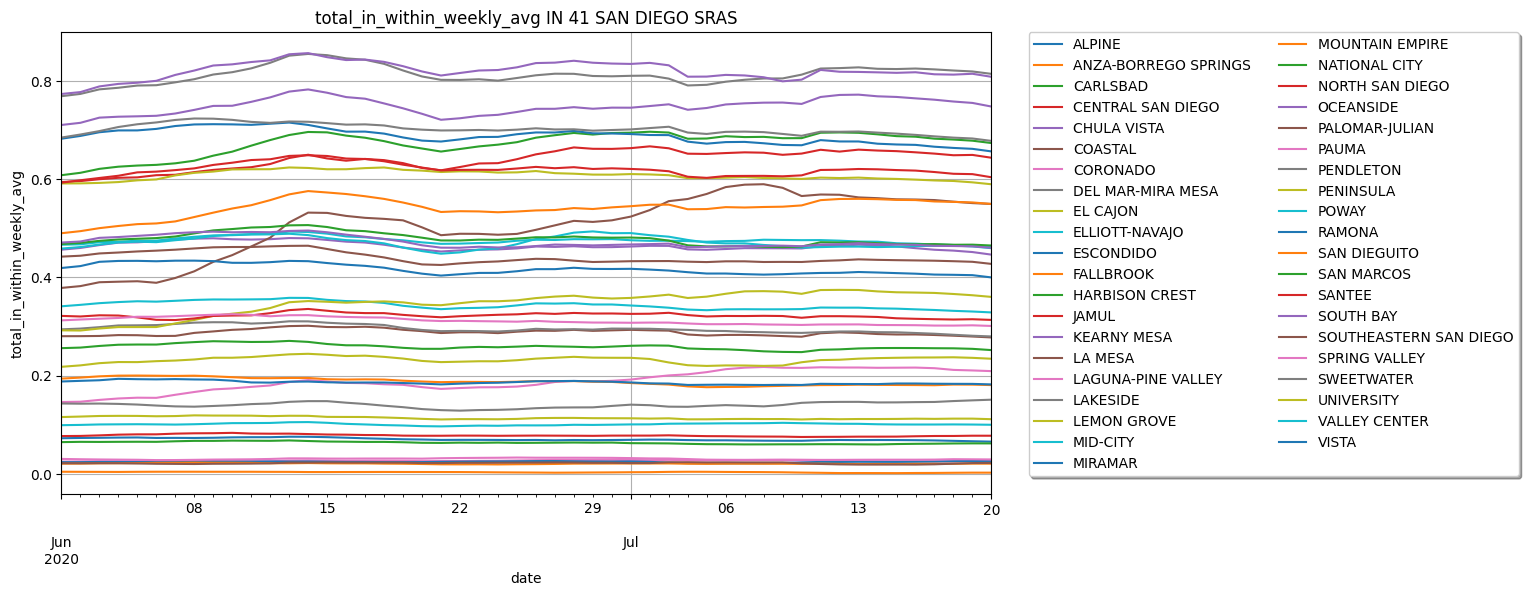 total_in_within_weekly_avg IN 41 SAN DIEGO SRAS
total_in_within_weekly_avg
0.8
0.6
0.4
0.2
0.0
08
15
22
29
06
13
20
Jun
2020
Jul
date
ALPINE
ANZA-BORREGO SPRINGS
CARLSBAD
CENTRAL SAN DIEGO
CHULA VISTA
COASTAL
CORONADO
DEL MAR-MIRA MESA
EL CAJON
ELLIOTT-NAVAJO
ESCONDIDO
FALLBROOK
HARBISON CREST
JAMUL
KEARNY MESA
LA MESA
LAGUNA-PINE VALLEY
LAKESIDE
LEMON GROVE
MID-CITY
MIRAMAR
MOUNTAIN EMPIRE
NATIONAL CITY
NORTH SAN DIEGO
OCEANSIDE
PALOMAR-JULIAN
PAUMA
PENDLETON
PENINSULA
POWAY
RAMONA
SAN DIEGUITO
SAN MARCOS
SANTEE
SOUTH BAY
SOUTHEASTERN SAN DIEGO
SPRING VALLEY
SWEETWATER
UNIVERSITY
VALLEY CENTER
VISTA